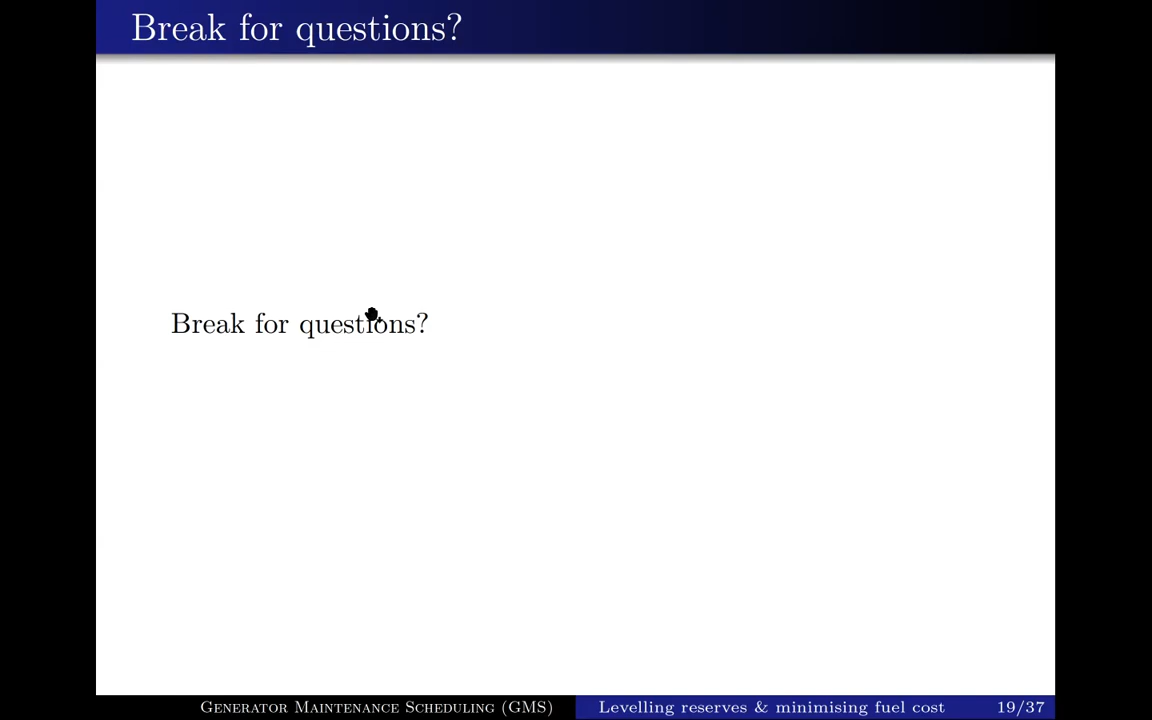 Break for questions?
Break for questions?
Generator Maintenance Scheduling (GMS) Levelling reserves & minimising fuel cost 19/37